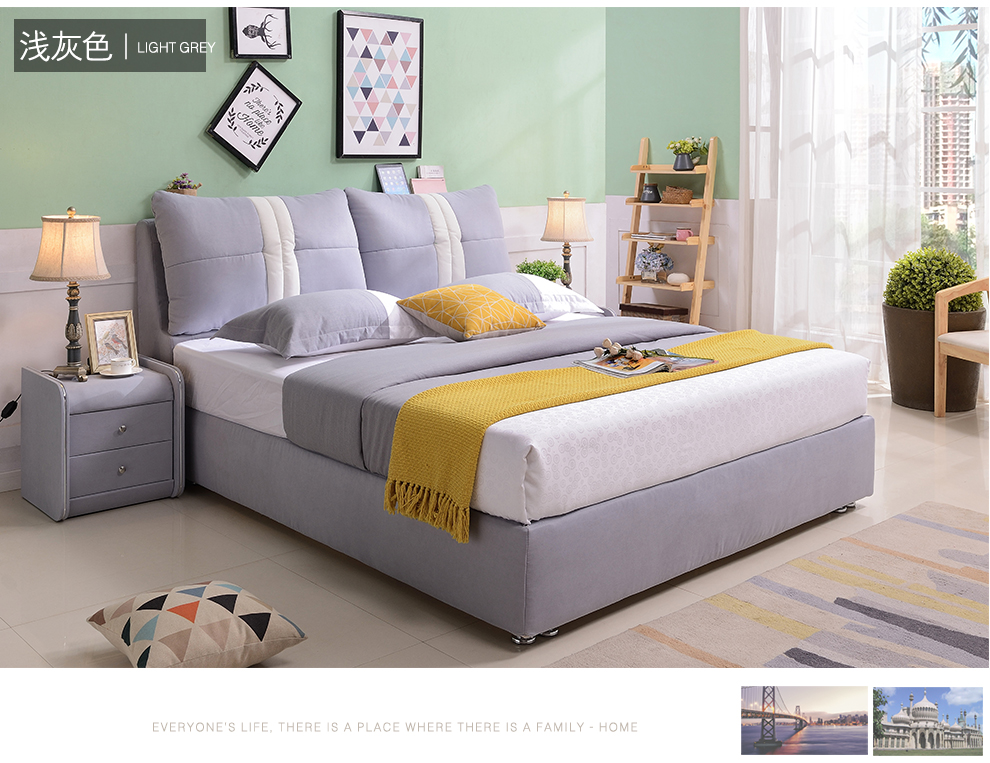 浅灰色 | LIGHT GREY
There's
no place
like
Home
EVERYONE'S LIFE, THERE IS A PLACE WHERE THERE IS A FAMILY - HOME